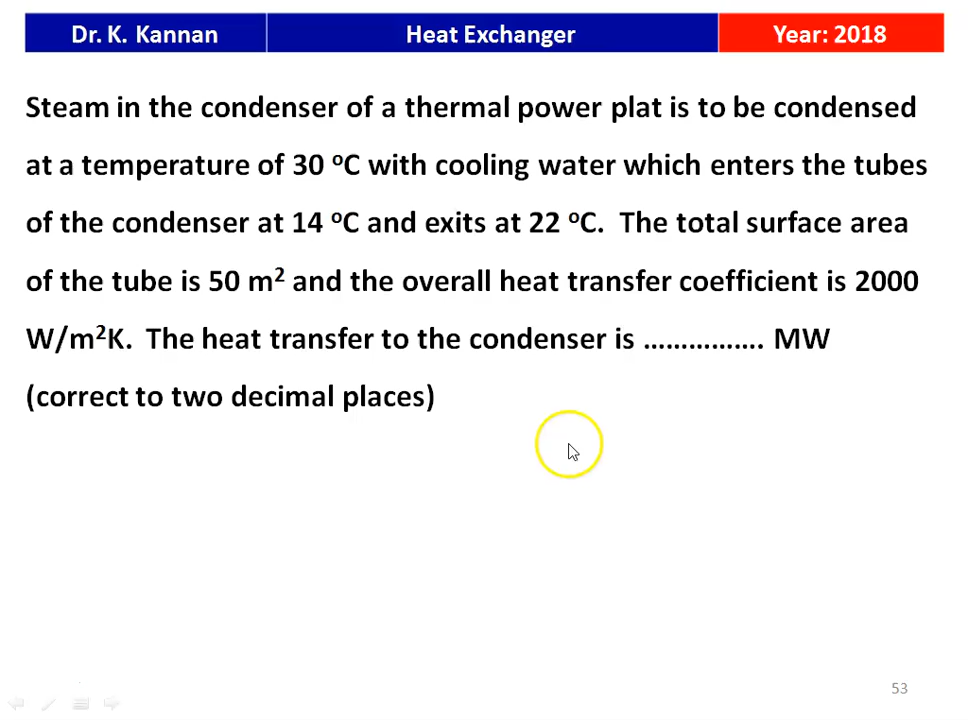 Dr. K. Kannan Heat Exchanger Year: 2018
Steam in the condenser of a thermal power plat is to be condensed
at a temperature of 30 ᵒC with cooling water which enters the tubes
of the condenser at 14 ᵒC and exits at 22 ᵒC. The total surface area
of the tube is 50 m² and the overall heat transfer coefficient is 2000
W/m²K. The heat transfer to the condenser is ................ MW
(correct to two decimal places)
53